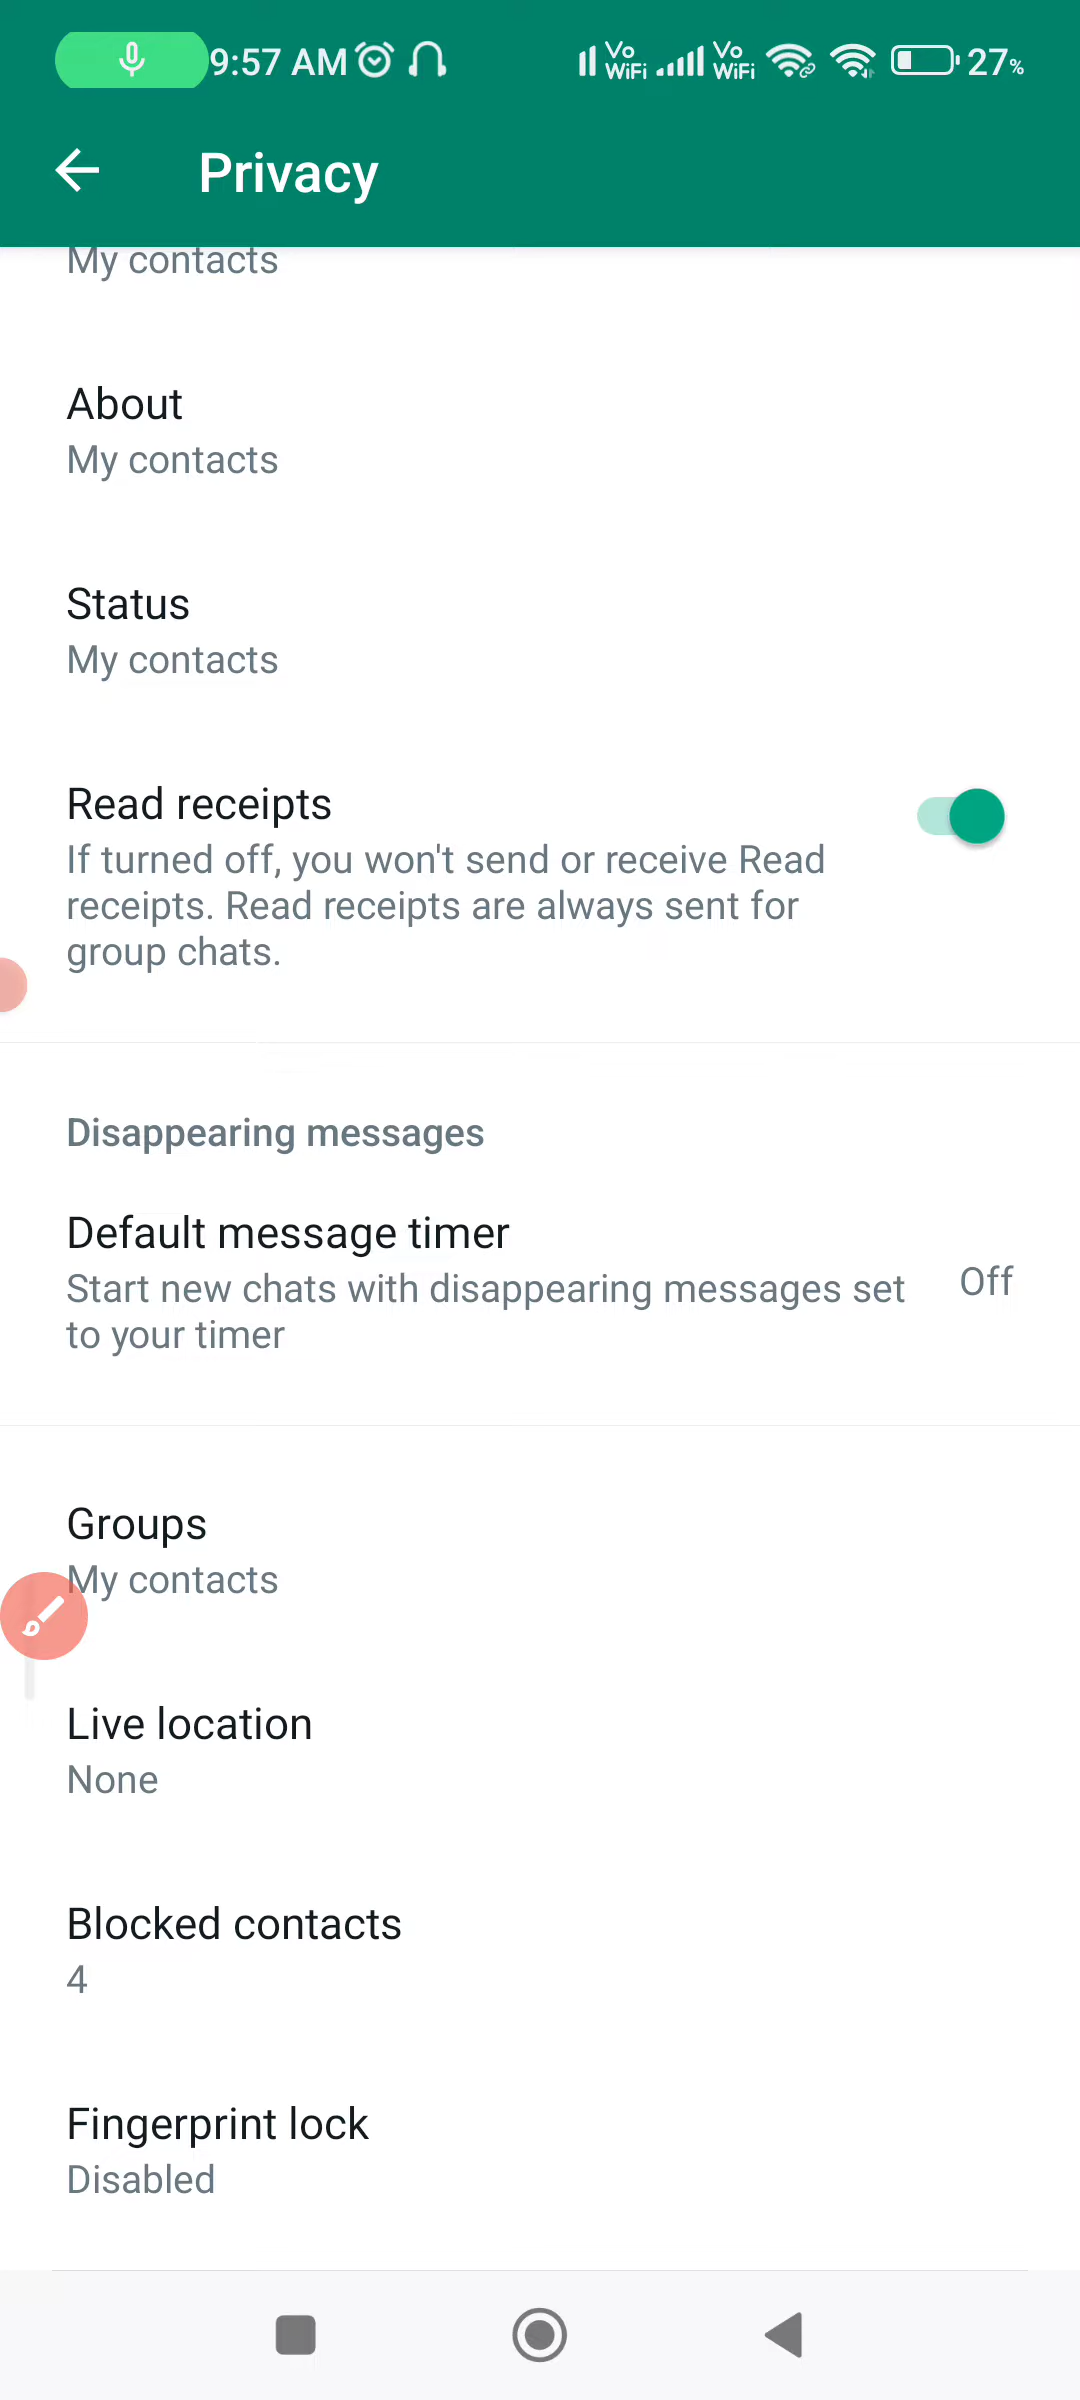 9:57 AM
Vo
WiFi
Vo
WiFi
27%
Privacy
My contacts
About
My contacts
Status
My contacts
Read receipts
If turned off, you won't send or receive Read
receipts. Read receipts are always sent for
group chats.
Disappearing messages
Default message timer
Start new chats with disappearing messages set
to your timer
Off
Groups
My contacts
Live location
None
Blocked contacts
4
Fingerprint lock
Disabled